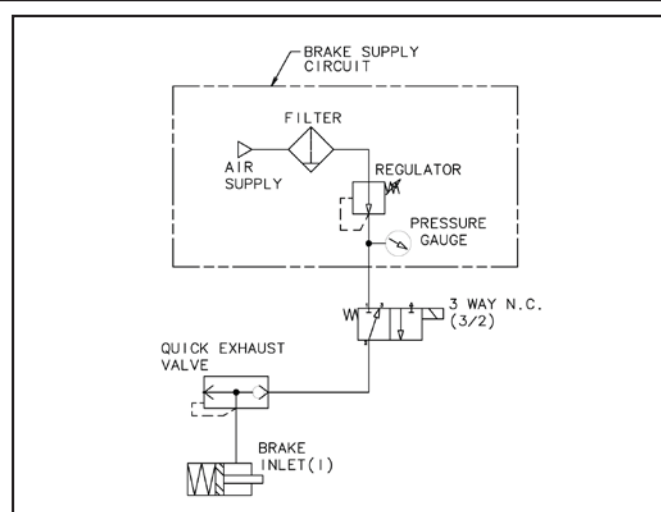 BRAKE SUPPLY
CIRCUIT
FILTER
AIR
SUPPLY
REGULATOR
PRESSURE
GAUGE
3 WAY N.C.
(3/2)
QUICK EXHAUST
VALVE
BRAKE
INLET(1)